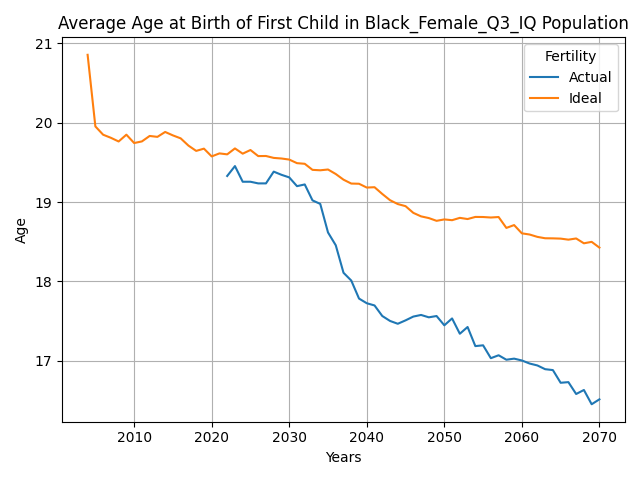 Average Age at Birth of First Child in Black_Female_Q3_IQ Population
Fertility
Actual
Ideal
Age
21
20
19
18
17
2010 2020 2030 2040 2050 2060 2070
Years